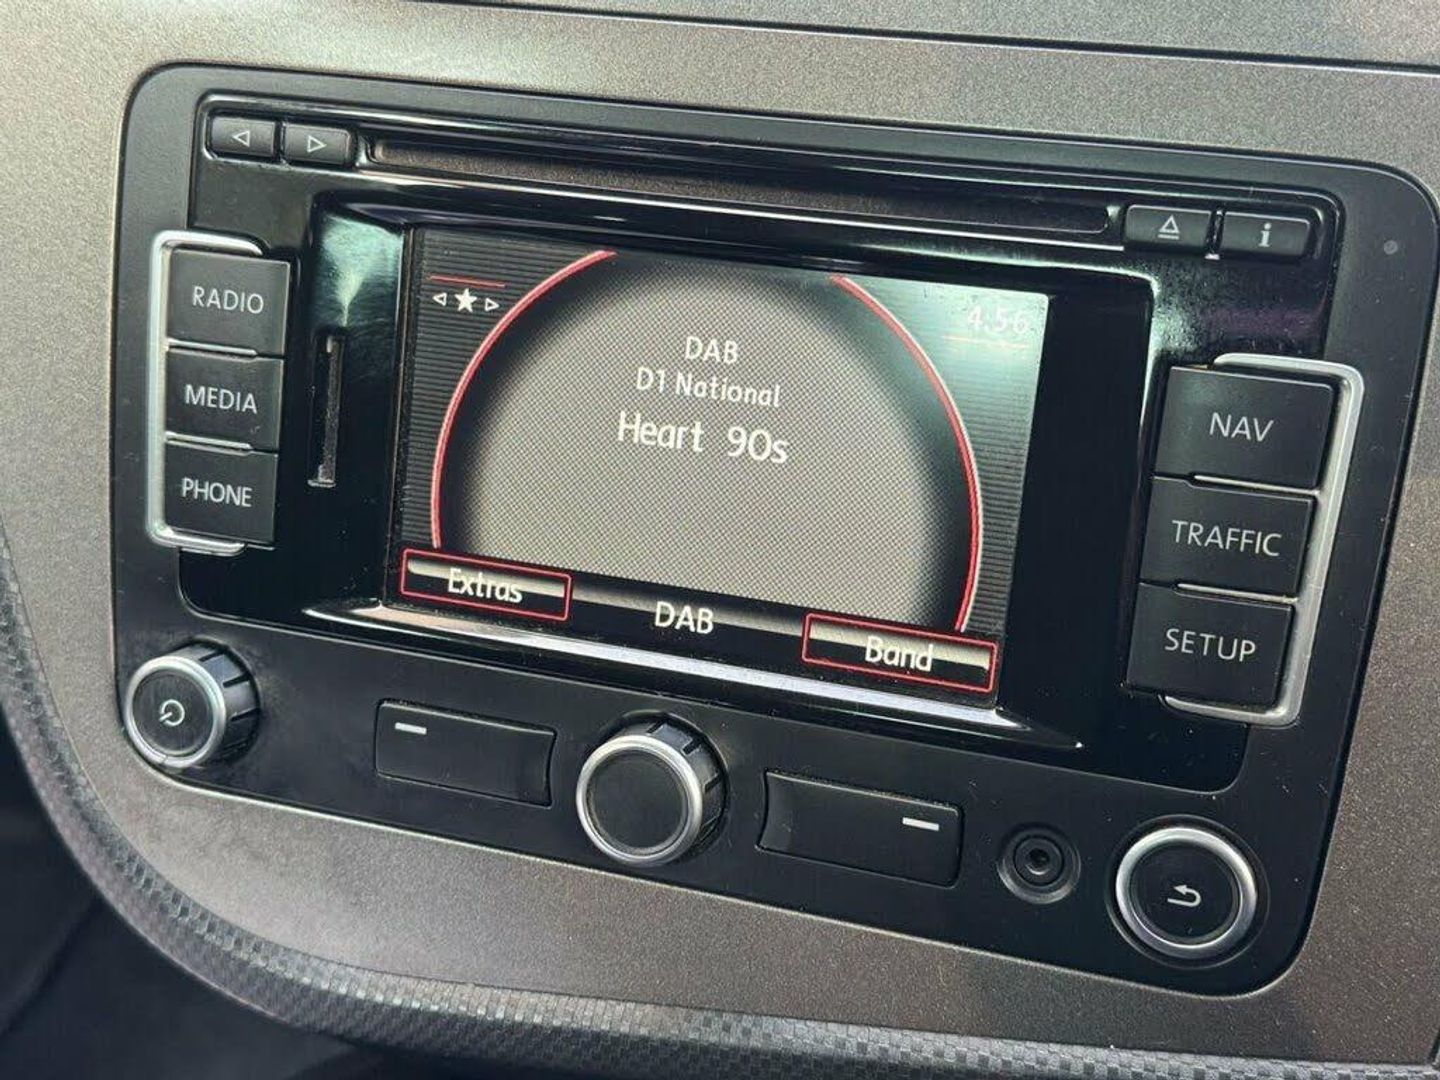 i
RADIO
MEDIA
PHONE
4.56
DAB
D1 National
Heart 90s
Extras
DAB
Band
NAV
TRAFFIC
SETUP